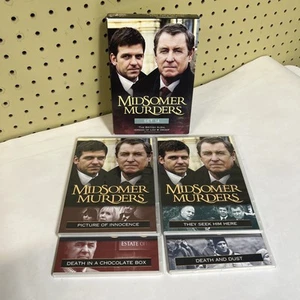 MIDSOMER
MURDERS
SET 12
MIDSOMER
MURDERS
PICTURE OF INNOCENCE
MIDSOMER
MURDERS
THEY SEEK HIM HERE
ESTATE
DEATH IN A CHOCOLATE BOX
DEATH AND DUST